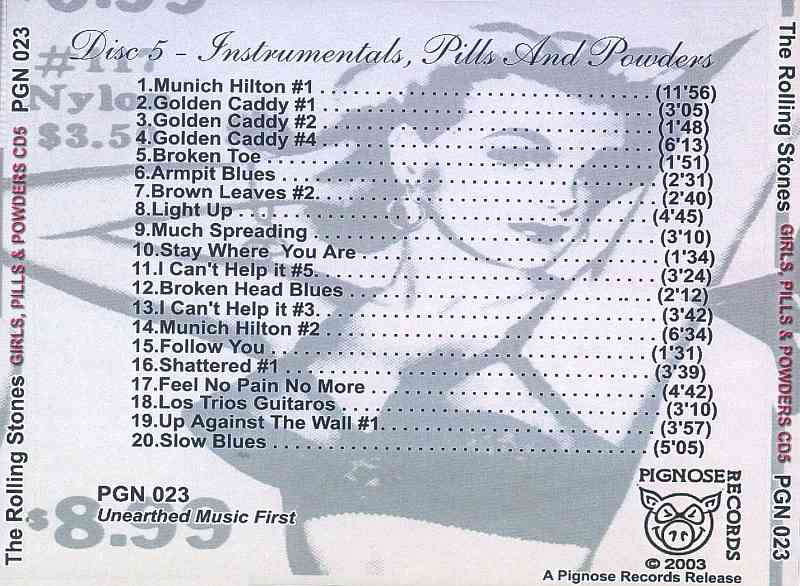 Disc 5 - Instrumentals, Pills And Powders
1.Munich Hilton #1 (11'56)
2.Golden Caddy #1 (3'05)
3.Golden Caddy #2 (1'48)
4.Golden Caddy #4 (6'13)
5.Broken Toe (1'51)
6.Armpit Blues (2'31)
7.Brown Leaves #2. (2'40)
8.Light Up (4'45)
9.Much Spreading (3'10)
10.Stay Where You Are (1'34)
11.I Can't Help it #5. (3'24)
12.Broken Head Blues (2'12)
13.I Can't Help it #3. (3'42)
14.Munich Hilton #2 (6'34)
15.Follow You (1'31)
16.Shattered #1 (3'39)
17.Feel No Pain No More (4'42)
18.Los Trios Guitaros (3'10)
19.Up Against The Wall #1. (3'57)
20.Slow Blues (5'05)
PGN 023
Unearthed Music First
$8.99
PIGNOSE RECORDS
© 2003
A Pignose Records Release
The Rolling Stones GIRLS, PILLS & POWDERS CD5 PGN 023
The Rolling Stones GIRLS, PILLS & POWDERS CD5 PGN 023